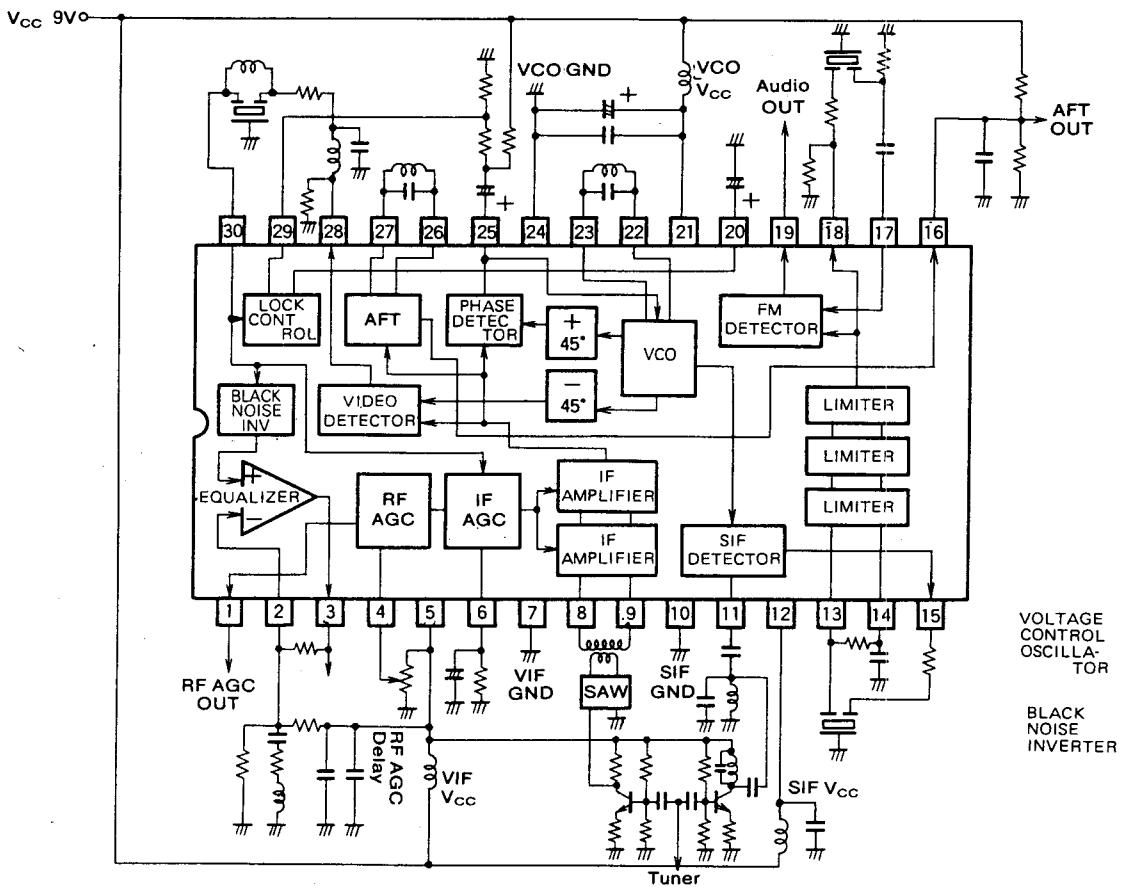 VCC 9V
VCO GND
VCO
VCC
Audio
OUT
AFT
OUT
30
29
28
27
26
25
24
23
22
21
20
19
18
17
16
LOCK
CONT
ROL
AFT
PHASE
DETEC
TOR
+
45°
VCO
FM
DETECTOR
BLACK
NOISE
INV
VIDEO
DETECTOR
−
45°
LIMITER
LIMITER
LIMITER
+
EQUALIZER
−
RF
AGC
IF
AGC
IF
AMPLIFIER
IF
AMPLIFIER
SIF
DETECTOR
1
2
3
4
5
6
7
8
9
10
11
12
13
14
15
RF AGC
OUT
VIF
GND
SAW
SIF
GND
RF AGC
Delay
VIF
VCC
SIF VCC
Tuner
VOLTAGE
CONTROL
OSCILLA-
TOR
BLACK
NOISE
INVERTER